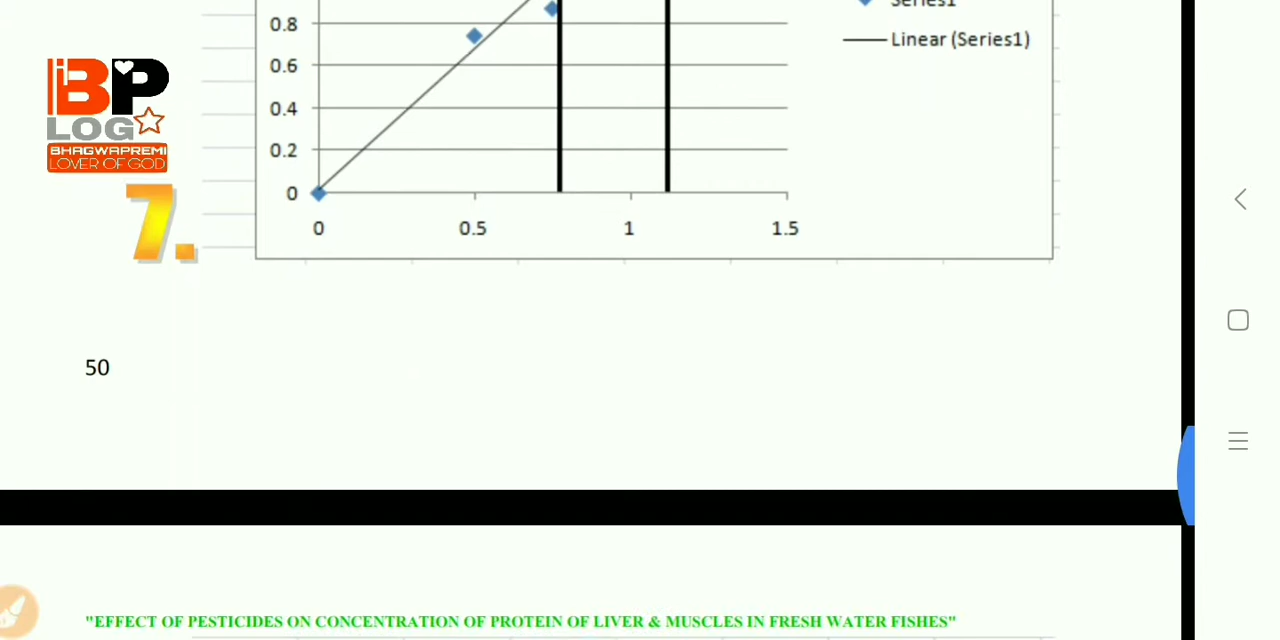 Series1
0.8
Linear (Series1)
0.6
0.4
0.2
0
0
0.5
1
1.5
BP
LOG
BHAGWAPREMI
LOVER OF GOD
7.
50
"EFFECT OF PESTICIDES ON CONCENTRATION OF PROTEIN OF LIVER & MUSCLES IN FRESH WATER FISHES"